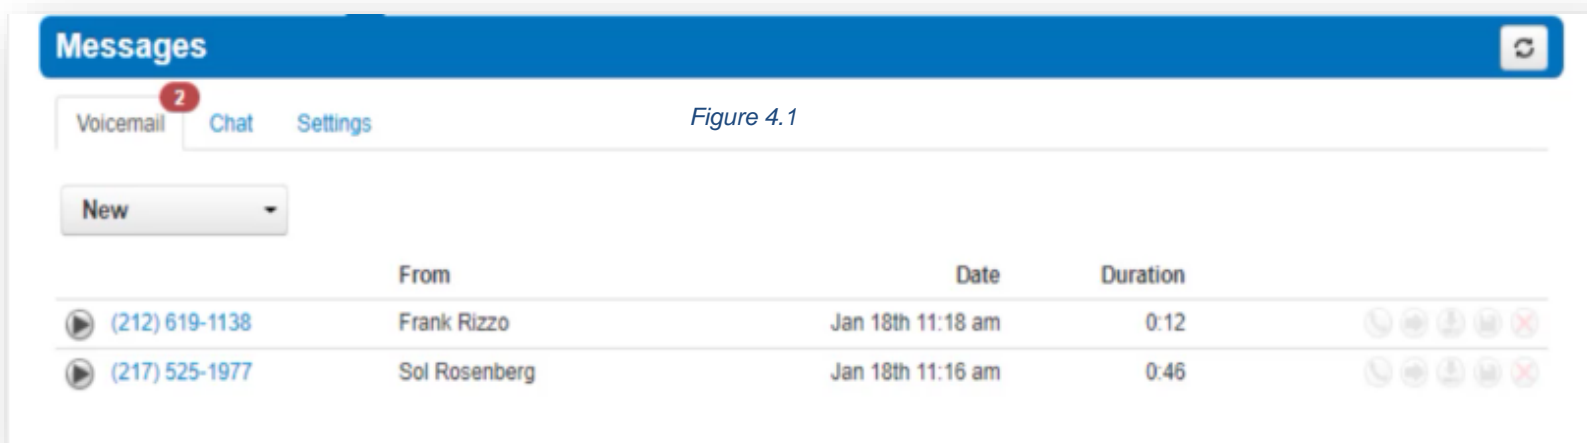 Messages
2
Voicemail Chat Settings Figure 4.1
New
From Date Duration
(212) 619-1138 Frank Rizzo Jan 18th 11:18 am 0:12
(217) 525-1977 Sol Rosenberg Jan 18th 11:16 am 0:46